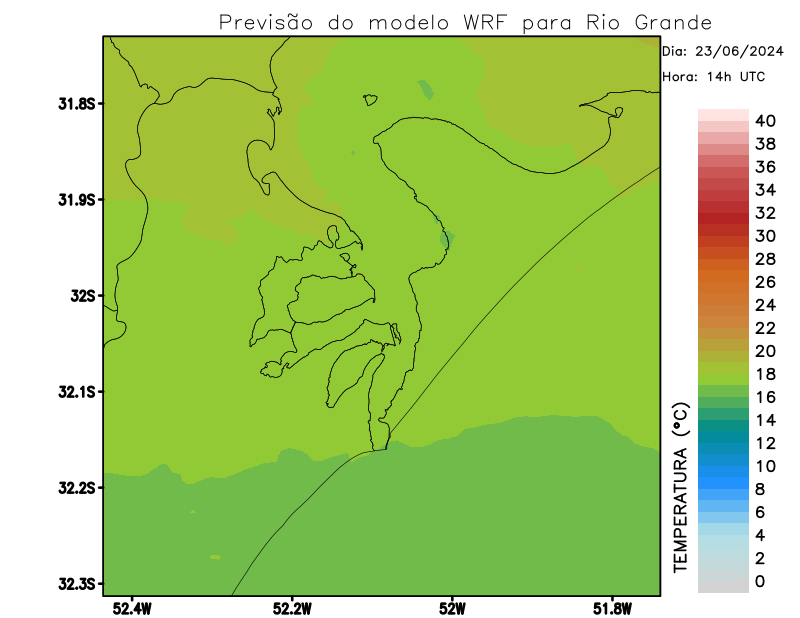 Previsão do modelo WRF para Rio Grande
Dia: 23/06/2024
Hora: 14h UTC
31.8S
31.9S
32S
32.1S
32.2S
32.3S
52.4W
52.2W
52W
51.8W
TEMPERATURA (°C)
40
38
36
34
32
30
28
26
24
22
20
18
16
14
12
10
8
6
4
2
0